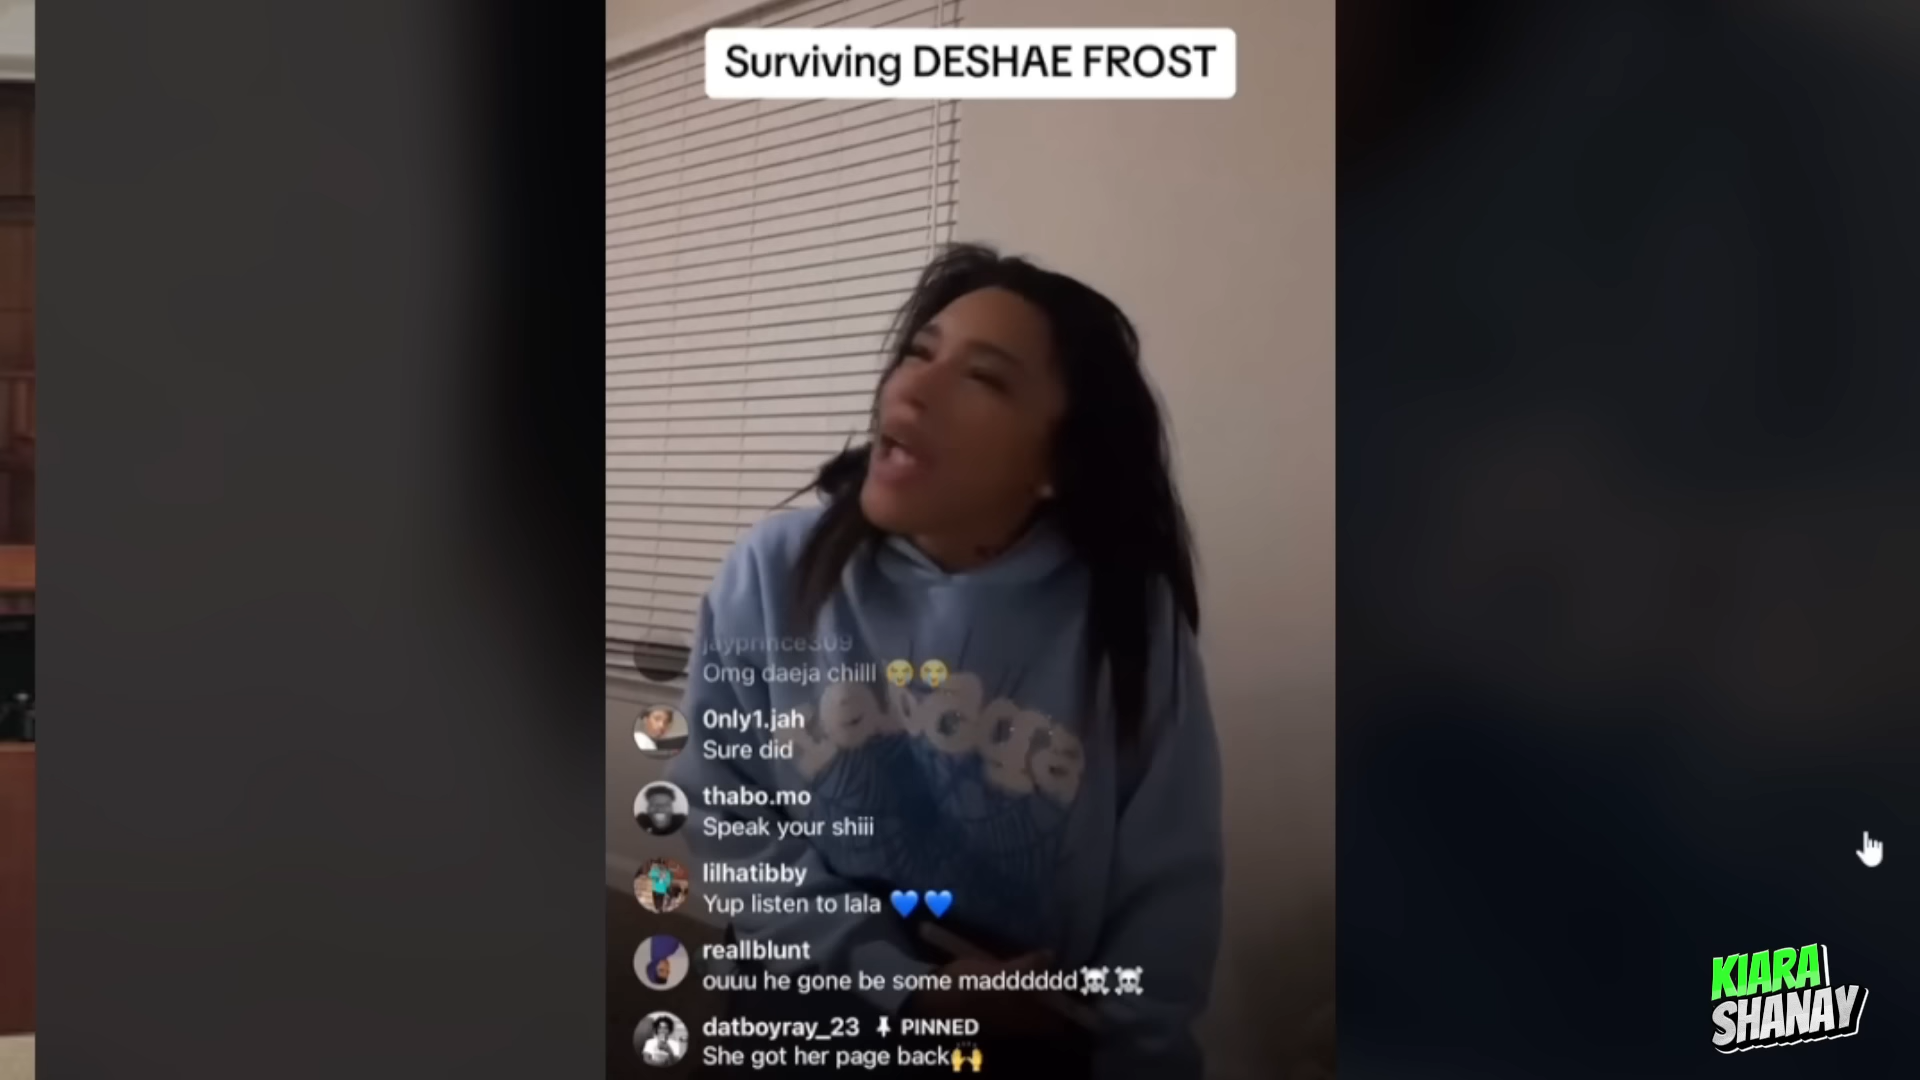 Surviving DESHAE FROST
jayprince309
Omg daeja chilll 😭😭
0nly1.jah
Sure did
thabo.mo
Speak your shiii
lilhatibby
Yup listen to lala 💙💙
reallblunt
ouuu he gone be some madddddd☠️☠️
datboyray_23 📌 PINNED
She got her page back🙌
KIARA
SHANAY